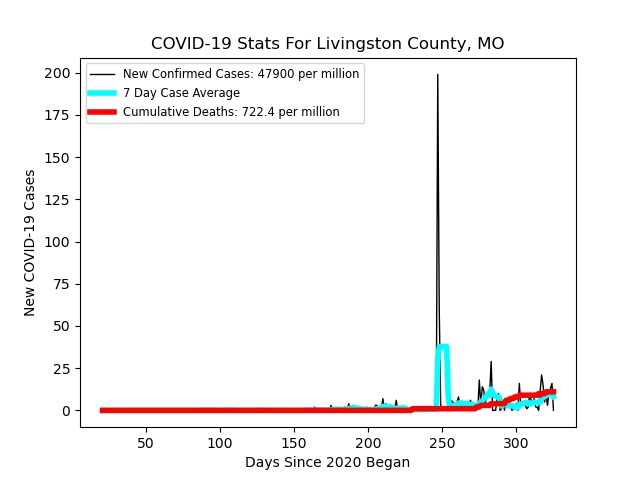 COVID-19 Stats For Livingston County, MO
New Confirmed Cases: 47900 per million
7 Day Case Average
Cumulative Deaths: 722.4 per million
200
175
150
125
100
75
50
25
0
New COVID-19 Cases
50
100
150
200
250
300
Days Since 2020 Began